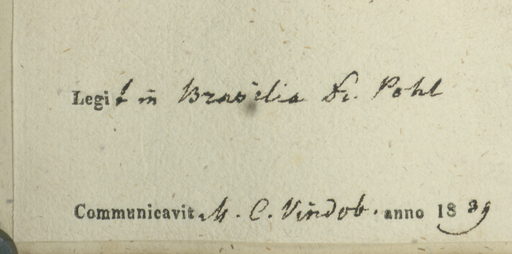 Legit in Brasilia Dr. Pohl
Communicavit M. C. Vindob. anno 1839